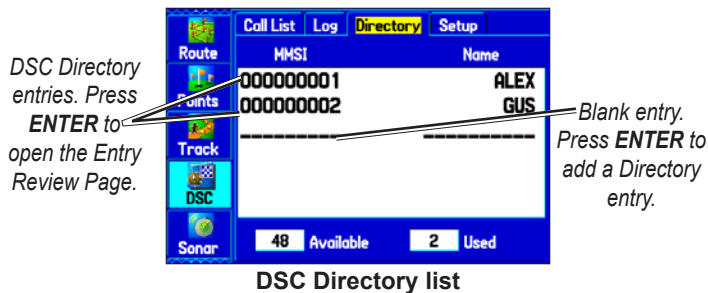 Call List Log Directory Setup
Route
MMSI Name
DSC Directory
entries. Press
ENTER to
open the Entry
Review Page.
000000001 ALEX
Points
000000002 GUS
--------- ----------
Blank entry.
Press ENTER to
add a Directory
entry.
Track
DSC
Sonar
48 Available 2 Used
DSC Directory list